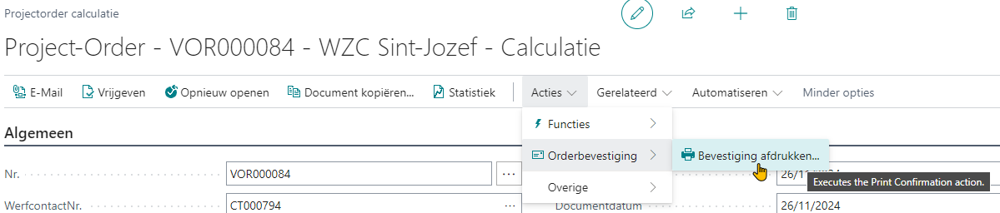 Projectorder calculatie
Project-Order - VOR000084 - WZC Sint-Jozef - Calculatie
E-Mail Vrijgeven Opnieuw openen Document kopiëren... Statistiek Acties Gerelateerd Automatiseren Minder opties
Algemeen
Functies
Orderbevestiging Bevestiging afdrukken...
Nr. VOR000084 ... 26/11/
Executes the Print Confirmation action.
Overige
WerfcontactNr. CT000794 ... Documentdatum 26/11/2024